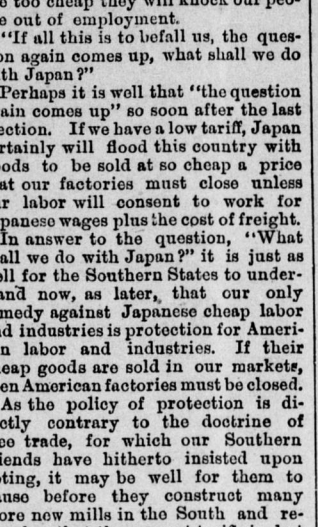 too cheap they will knock our peo-
out of employment.
"If all this is to befall us, the ques-
on again comes up, what shall we do
th Japan?"
Perhaps it is well that "the question
ain comes up" so soon after the last
ection. If we have a low tariff, Japan
rtainly will flood this country with
ods to be sold at so cheap a price
at our factories must close unless
r labor will consent to work for
panese wages plus the cost of freight.
In answer to the question, "What
all we do with Japan?" it is just as
ll for the Southern States to under-
and now, as later, that our only
medy against Japanese cheap labor
d industries is protection for Ameri-
n labor and industries. If their
eap goods are sold in our markets,
en American factories must be closed.
As the policy of protection is di-
ctly contrary to the doctrine of
ee trade, for which our Southern
iends have hitherto insisted upon
ting, it may be well for them to
use before they construct many
ore new mills in the South and re-